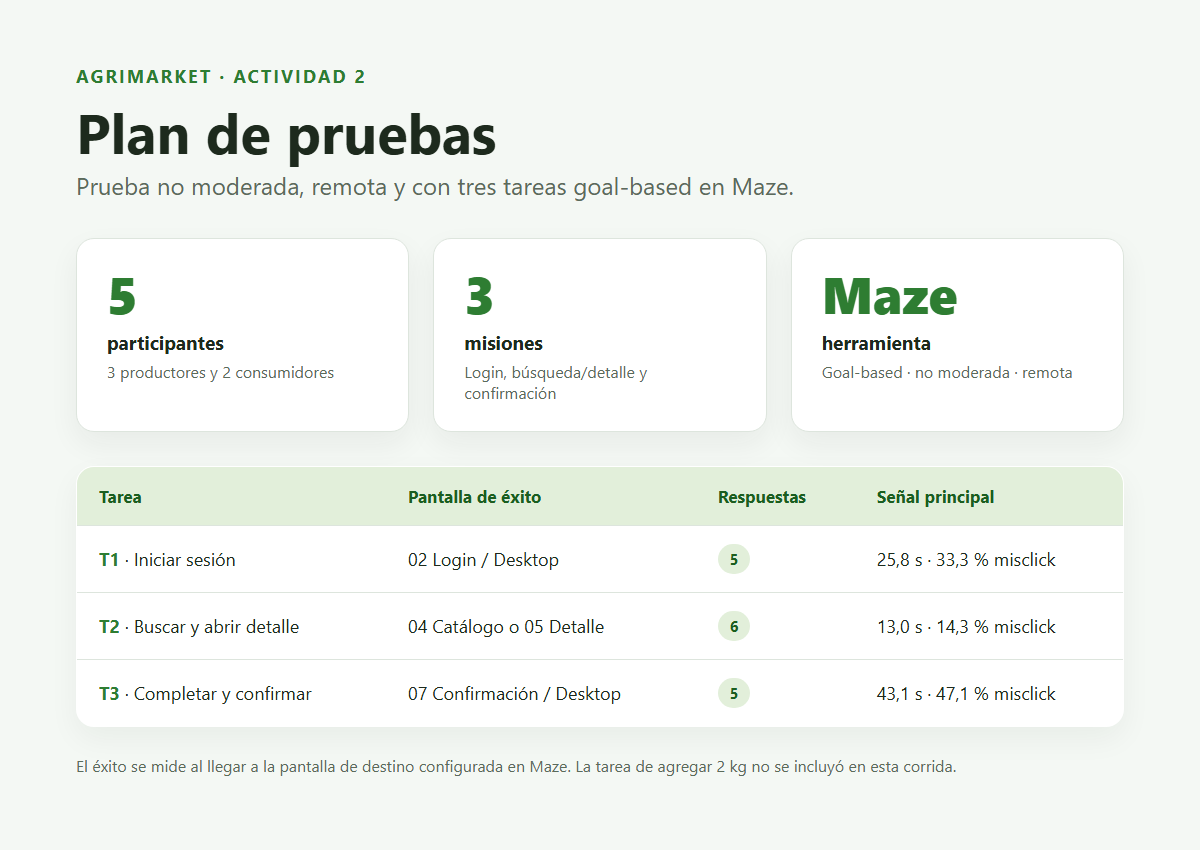 AGRIMARKET · ACTIVIDAD 2
Plan de pruebas
Prueba no moderada, remota y con tres tareas goal-based en Maze.
5
participantes
3 productores y 2 consumidores
3
misiones
Login, búsqueda/detalle y
confirmación
Maze
herramienta
Goal-based · no moderada · remota
Tarea Pantalla de éxito Respuestas Señal principal
T1 · Iniciar sesión 02 Login / Desktop 5 25,8 s · 33,3 % misclick
T2 · Buscar y abrir detalle 04 Catálogo o 05 Detalle 6 13,0 s · 14,3 % misclick
T3 · Completar y confirmar 07 Confirmación / Desktop 5 43,1 s · 47,1 % misclick
El éxito se mide al llegar a la pantalla de destino configurada en Maze. La tarea de agregar 2 kg no se incluyó en esta corrida.